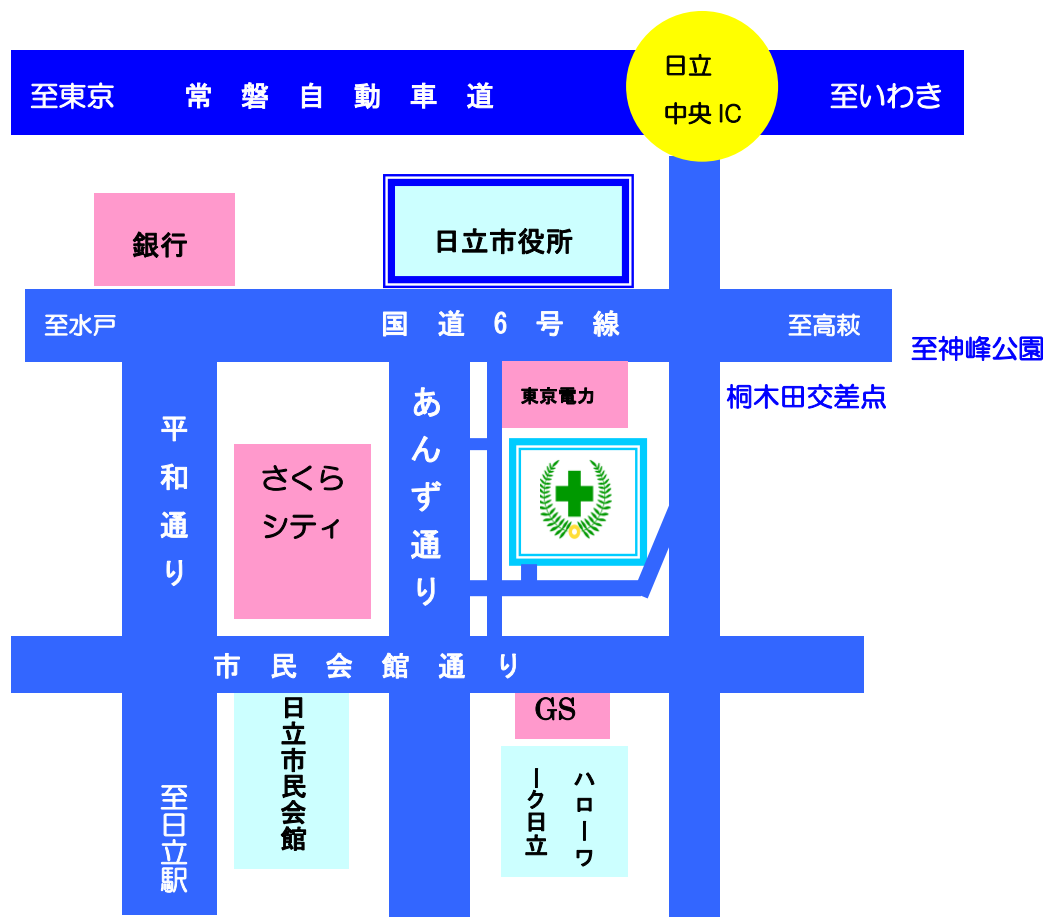 日立
中央IC
至東京
常磐自動車道
至いわき
銀行
日立市役所
至水戸
国道6号線
至高萩
至神峰公園
桐木田交差点
東京電力
平和通り
あんず通り
さくら
シティ
市民会館通り
日立市民会館
GS
ハローワ
ーク日立
至日立駅